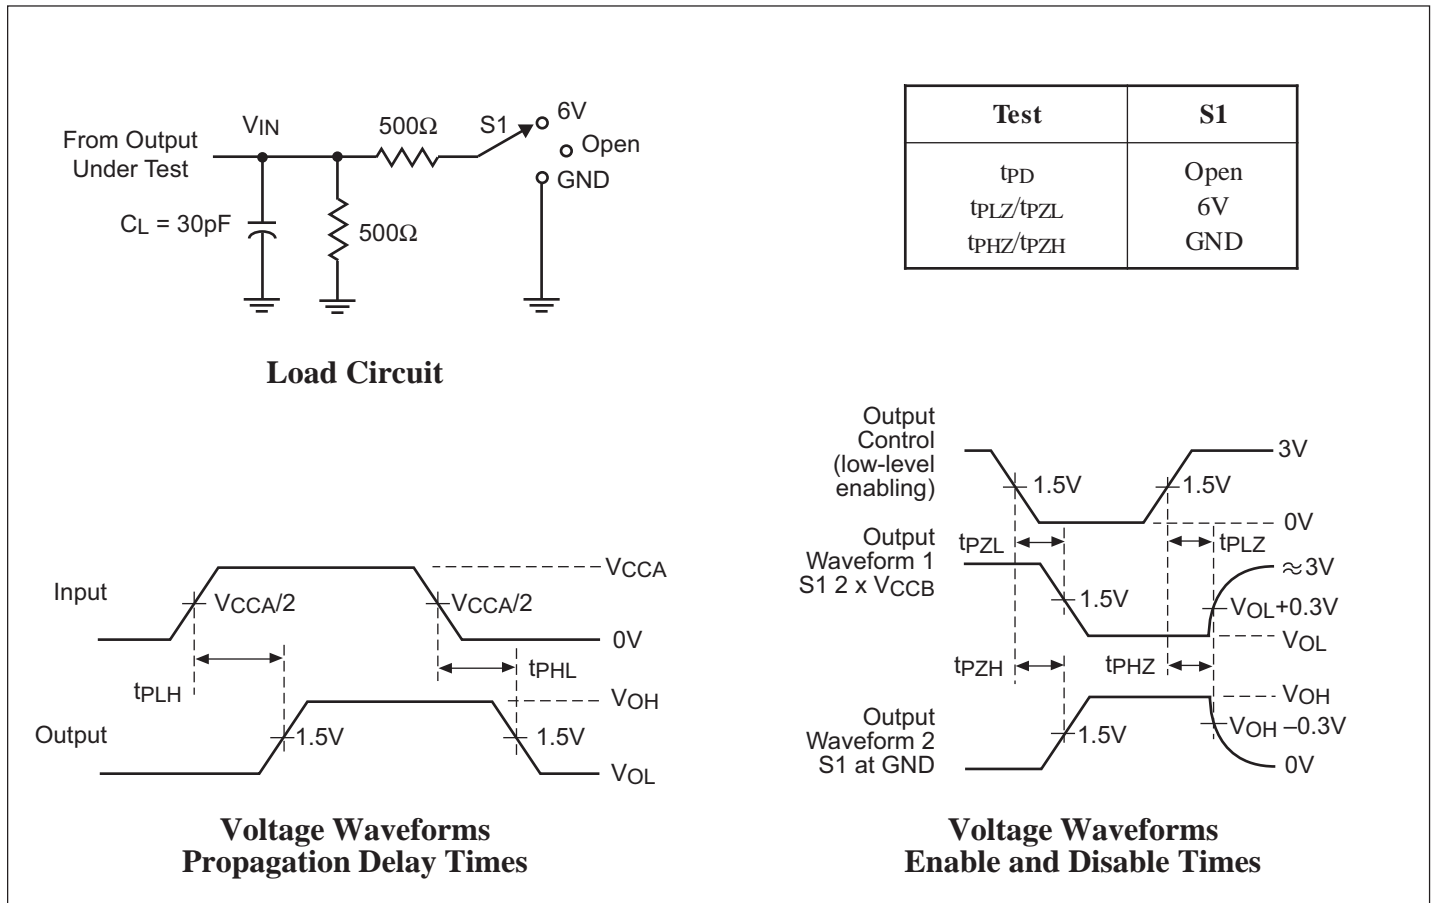 From Output
Under Test
VIN
500Ω
S1
6V
Open
GND
CL = 30pF
500Ω
Load Circuit
Test S1
tPD Open
tPLZ/tPZL 6V
tPHZ/tPZH GND
Input
VCCA/2
VCCA/2
VCCA
0V
tPLH
tPHL
Output
1.5V
1.5V
VOH
VOL
Voltage Waveforms
Propagation Delay Times
Output
Control
(low-level
enabling)
1.5V
1.5V
3V
0V
Output
Waveform 1
S1 2 x VCCB
tPZL
tPLZ
≈3V
1.5V
VOL+0.3V
VOL
tPZH
tPHZ
Output
Waveform 2
S1 at GND
1.5V
VOH
VOH –0.3V
0V
Voltage Waveforms
Enable and Disable Times